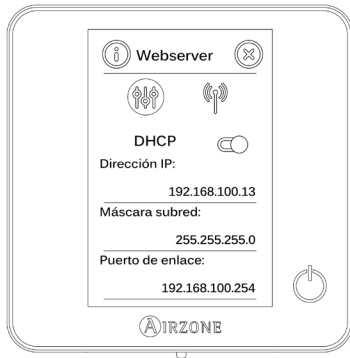 Webserver
DHCP
Dirección IP:
192.168.100.13
Máscara subred:
255.255.255.0
Puerto de enlace:
192.168.100.254
AIRZONE